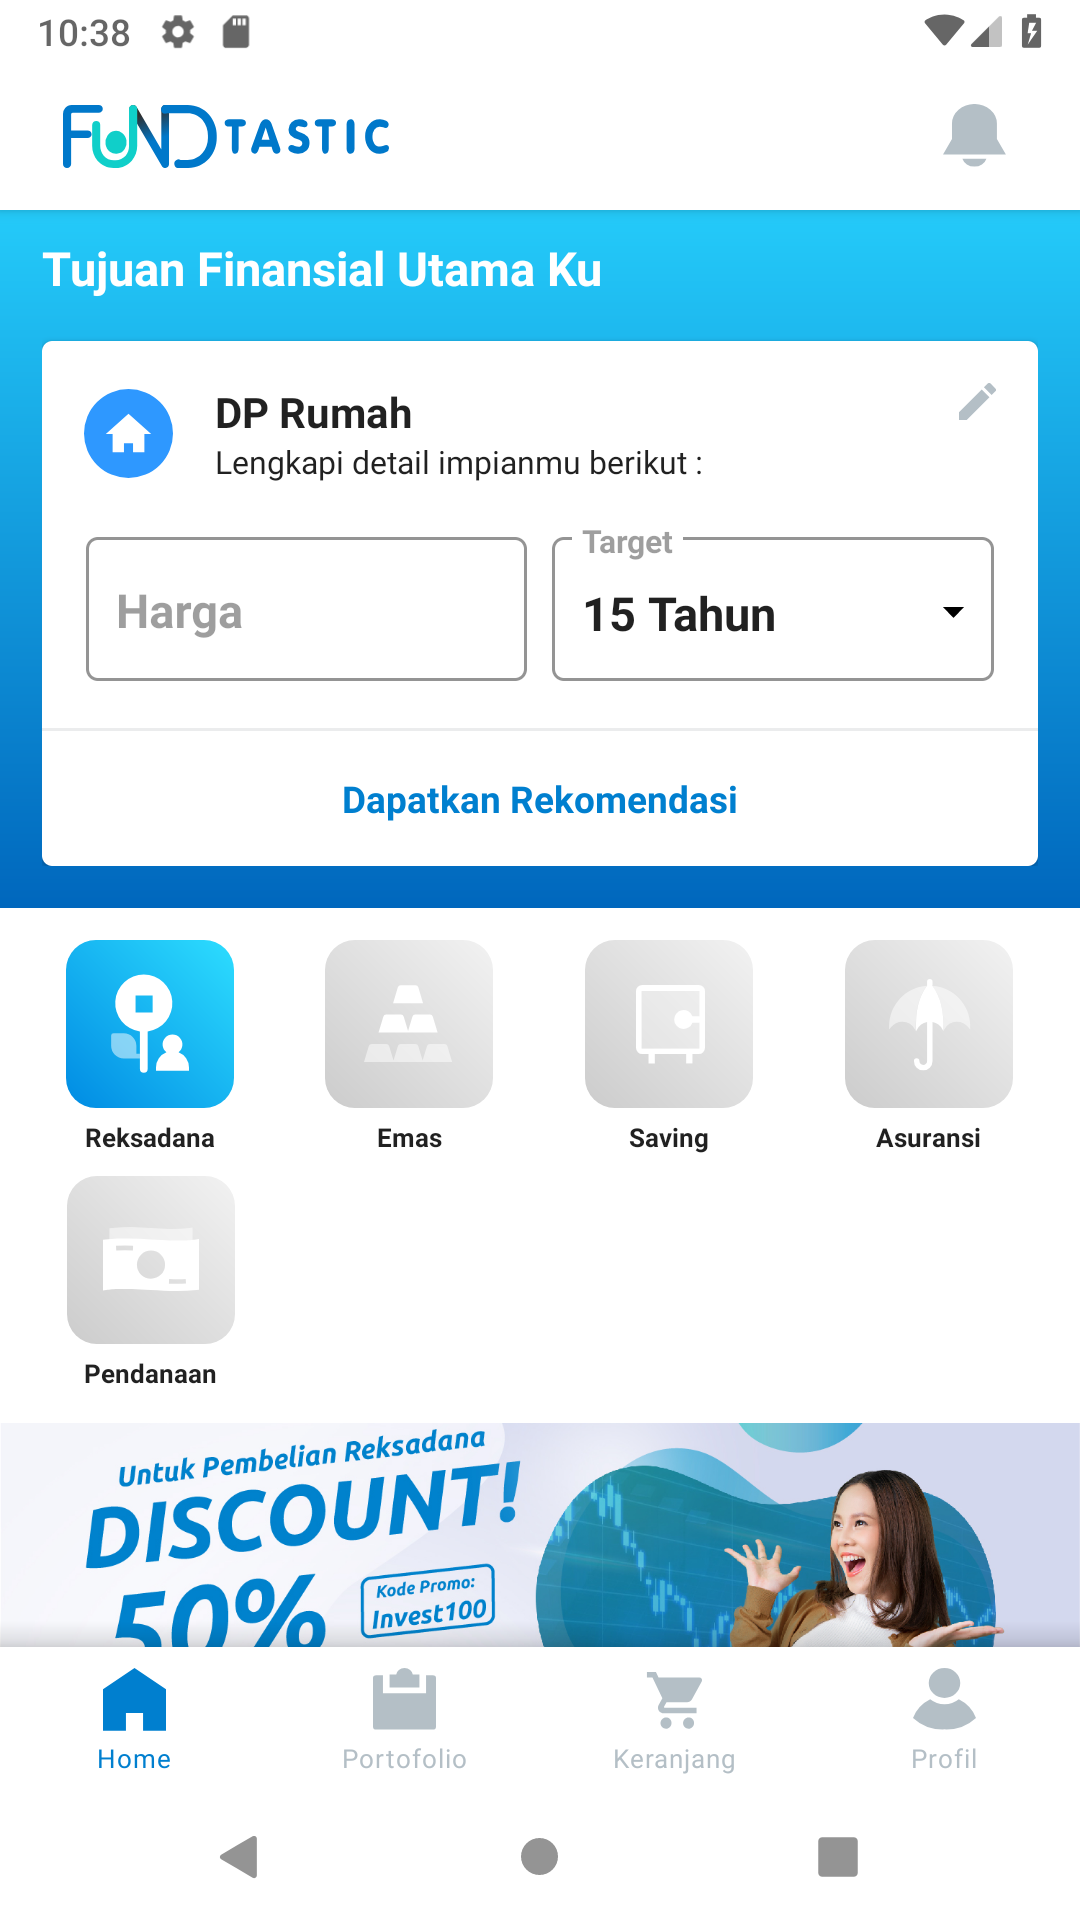 10:38
FUNDTASTIC
Tujuan Finansial Utama Ku
DP Rumah
Lengkapi detail impianmu berikut :
Harga
Target
15 Tahun
Dapatkan Rekomendasi
Reksadana
Emas
Saving
Asuransi
Pendanaan
Untuk Pembelian Reksadana
DISCOUNT!
50%
Kode Promo:
Invest100
Home
Portofolio
Keranjang
Profil